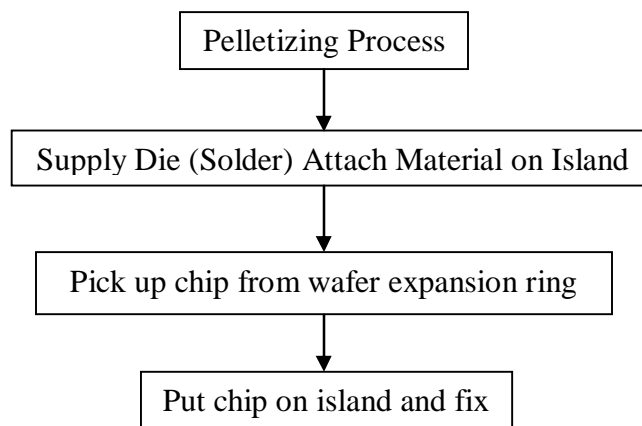 Pelletizing Process
Supply Die (Solder) Attach Material on Island
Pick up chip from wafer expansion ring
Put chip on island and fix